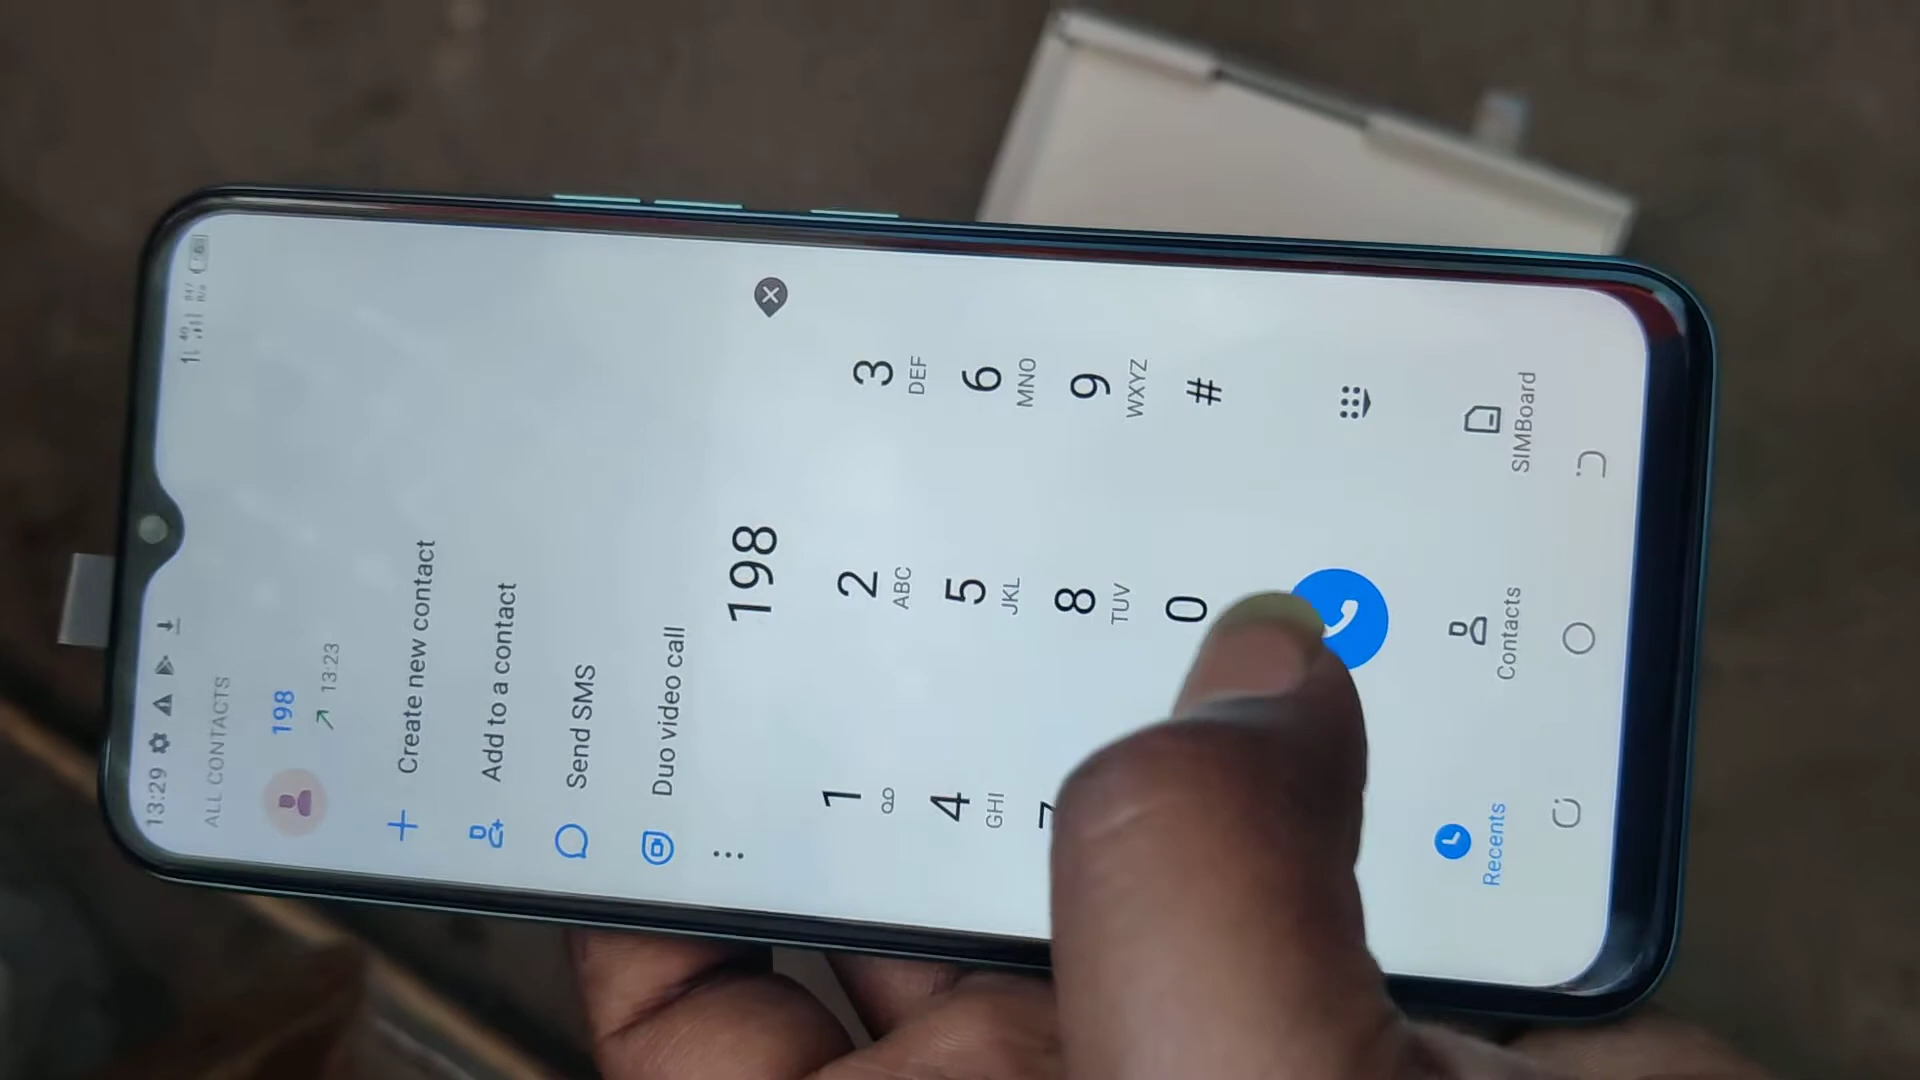 13:29
4G
ALL CONTACTS
198
13:23
Create new contact
Add to a contact
Send SMS
Duo video call
198
1
2 ABC
3 DEF
4 GHI
5 JKL
6 MNO
7
8 TUV
9 WXYZ
0
#
Recents
Contacts
SIMBoard